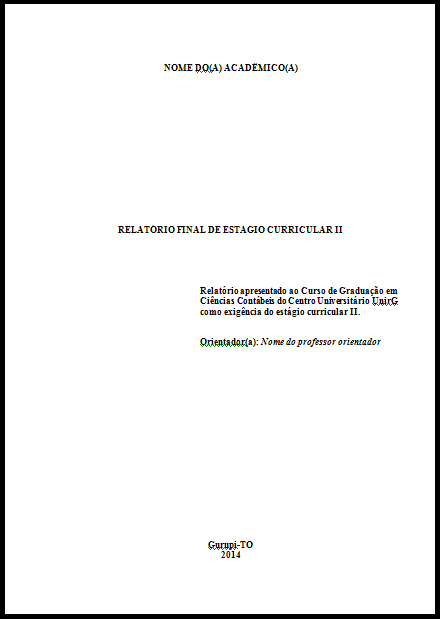 NOME DO(A) ACADÊMICO(A)
RELATORIO FINAL DE ESTAGIO CURRICULAR II
Relatório apresentado ao Curso de Graduação em
Ciências Contábeis do Centro Universitário UnirG
como exigência do estágio curricular II.
Orientador(a): Nome do professor orientador
Gurupi-TO
2014